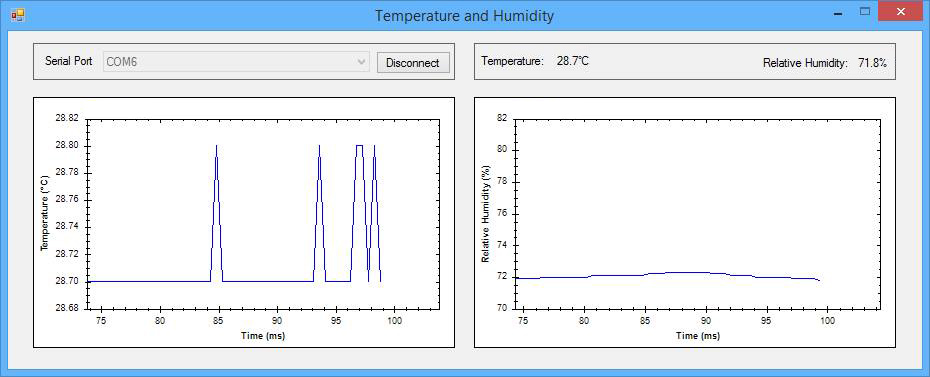 Temperature and Humidity
Serial Port COM6 Disconnect
Temperature: 28.7°C Relative Humidity: 71.8%
28.82
28.80
28.78
28.76
28.74
28.72
28.70
28.68
Temperature (°C)
75 80 85 90 95 100
Time (ms)
82
80
78
76
74
72
70
Relative Humidity (%)
75 80 85 90 95 100
Time (ms)